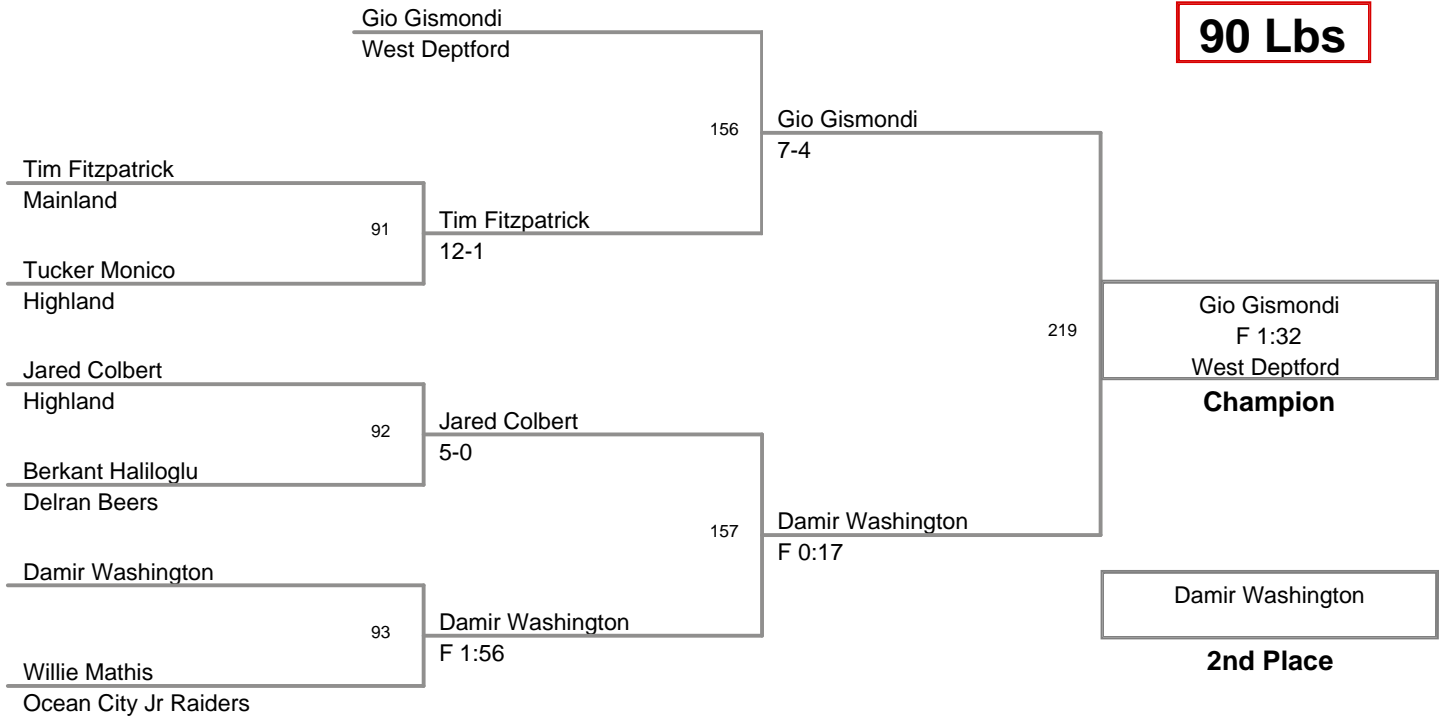 Gio Gismondi
West Deptford
90 Lbs
156
Gio Gismondi
7-4
Tim Fitzpatrick
Mainland
91
Tim Fitzpatrick
12-1
Tucker Monico
Highland
219
Gio Gismondi
F 1:32
West Deptford
Champion
Jared Colbert
Highland
92
Jared Colbert
5-0
Berkant Haliloglu
Delran Beers
157
Damir Washington
F 0:17
Damir Washington
93
Damir Washington
F 1:56
Willie Mathis
Ocean City Jr Raiders
Damir Washington
2nd Place